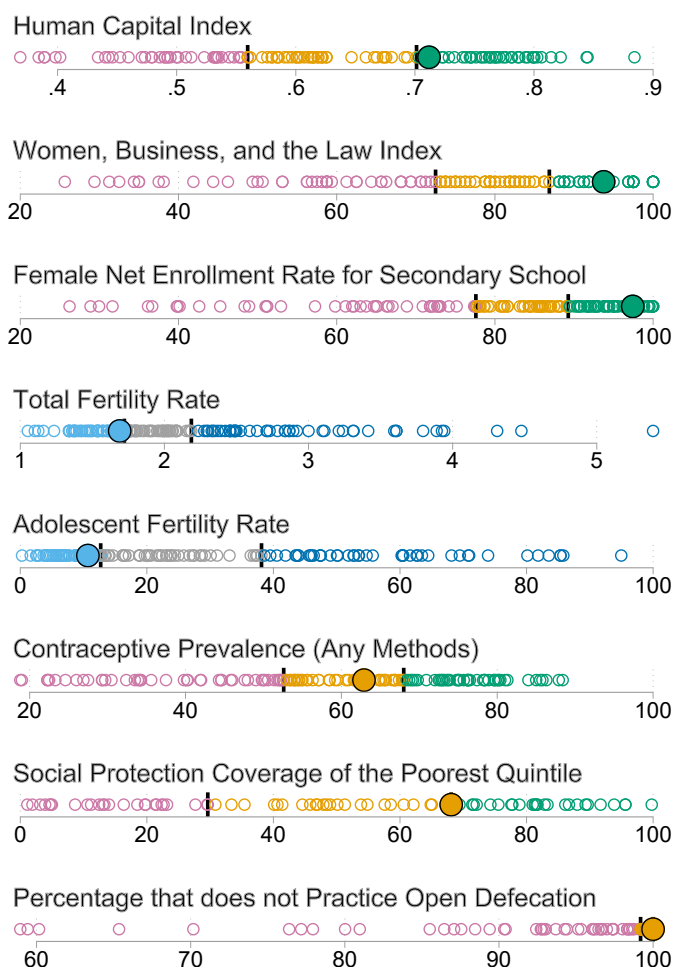 Human Capital Index
.4 .5 .6 .7 .8 .9
Women, Business, and the Law Index
20 40 60 80 100
Female Net Enrollment Rate for Secondary School
20 40 60 80 100
Total Fertility Rate
1 2 3 4 5
Adolescent Fertility Rate
0 20 40 60 80 100
Contraceptive Prevalence (Any Methods)
20 40 60 80 100
Social Protection Coverage of the Poorest Quintile
0 20 40 60 80 100
Percentage that does not Practice Open Defecation
60 70 80 90 100